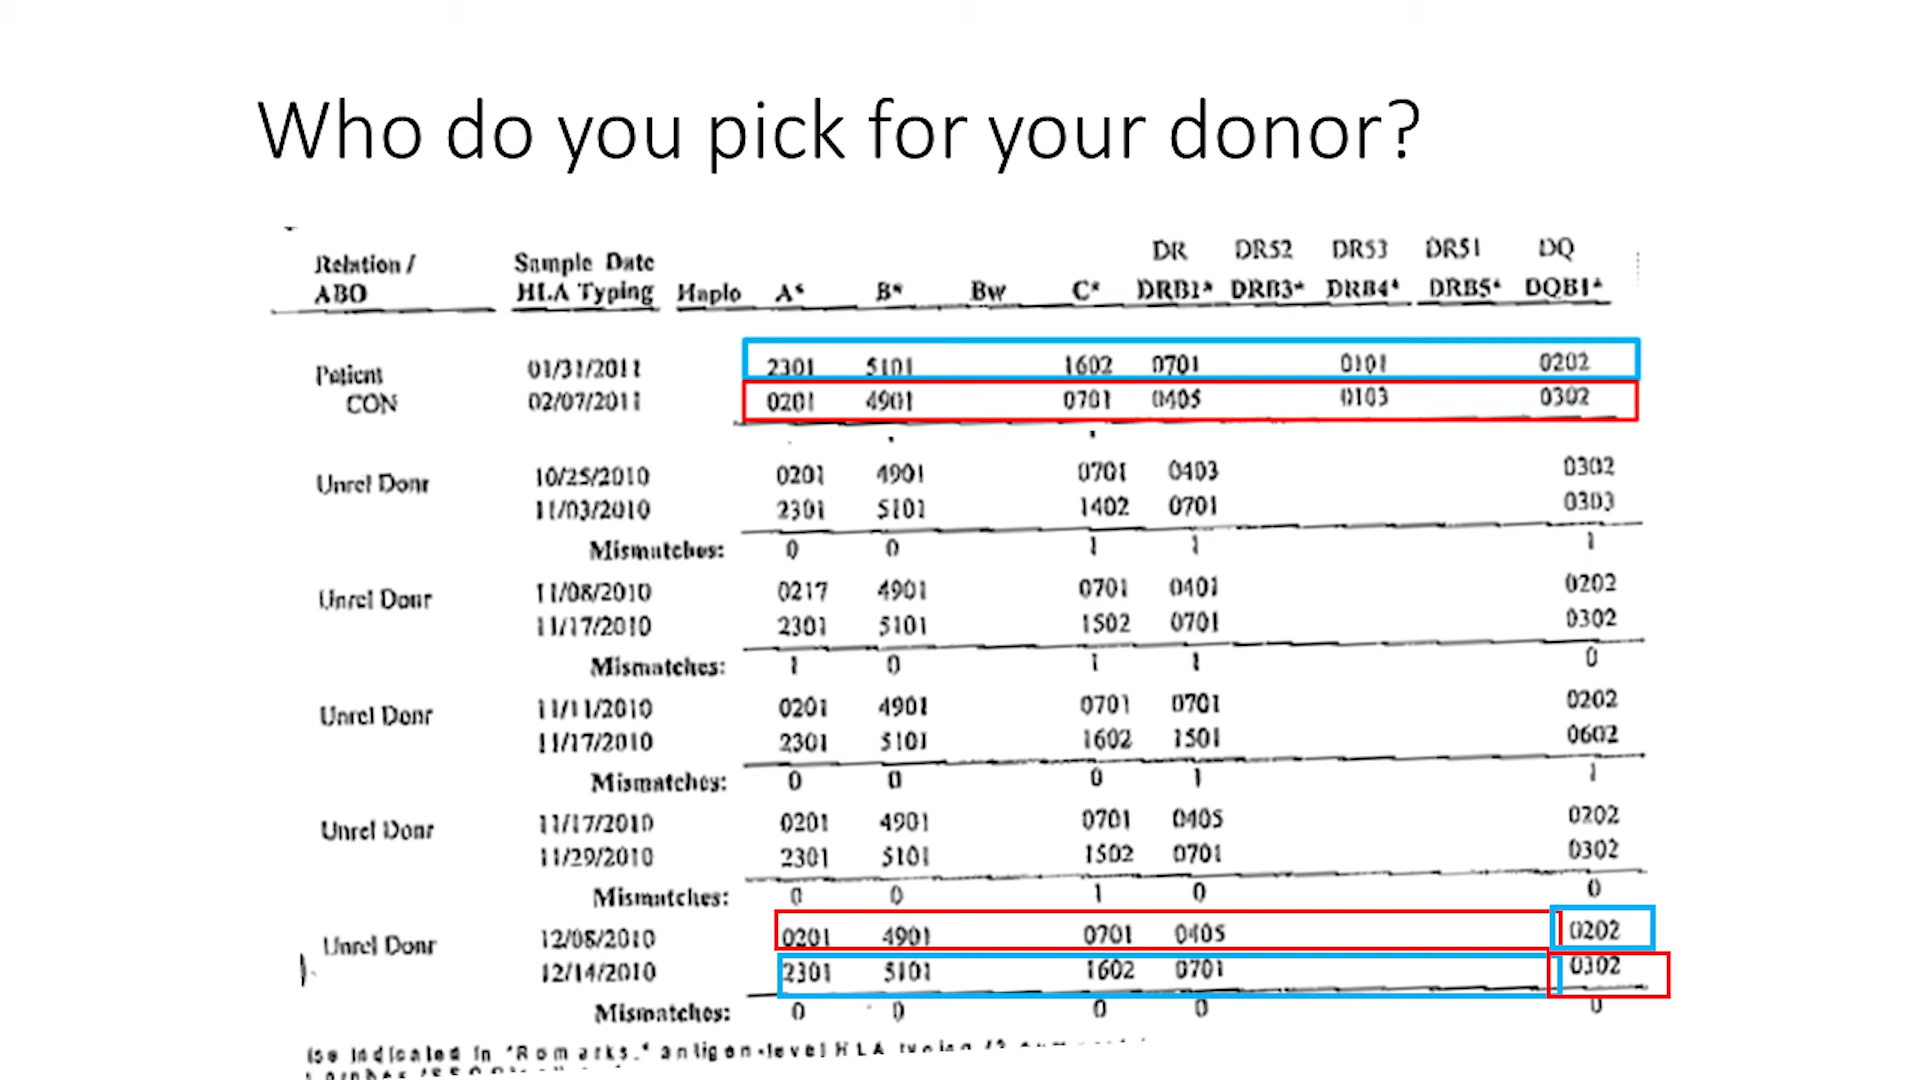 Who do you pick for your donor?
DR DR52 DR53 DR51 DQ
Relation / Sample Date
ABO HLA Typing Haplo A* B* Bw C* DRB1* DRB3* DRB4* DRB5* DQB1*
Patient 01/31/2011 2301 5101 1602 0701 0101 0202
CON 02/07/2011 0201 4901 0701 0405 0103 0302
Unrel Donr 10/25/2010 0201 4901 0701 0403 0302
11/03/2010 2301 5101 1402 0701 0303
Mismatches: 0 0 1 1 1
Unrel Donr 11/08/2010 0217 4901 0701 0401 0202
11/17/2010 2301 5101 1502 0701 0302
Mismatches: 1 0 1 1 0
Unrel Donr 11/11/2010 0201 4901 0701 0701 0202
11/17/2010 2301 5101 1602 1501 0602
Mismatches: 0 0 0 1 1
Unrel Donr 11/17/2010 0201 4901 0701 0405 0202
11/29/2010 2301 5101 1502 0701 0302
Mismatches: 0 0 1 0 0
Unrel Donr 12/08/2010 0201 4901 0701 0405 0202
12/14/2010 2301 5101 1602 0701 0302
Mismatches: 0 0 0 0 0
indicated in "Remarks," antigen-level HLA typing